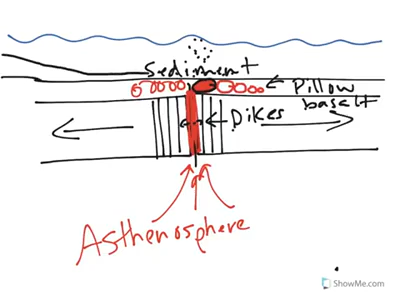 Sediment
Pillow
basalt
Dikes
Asthenosphere
ShowMe.com